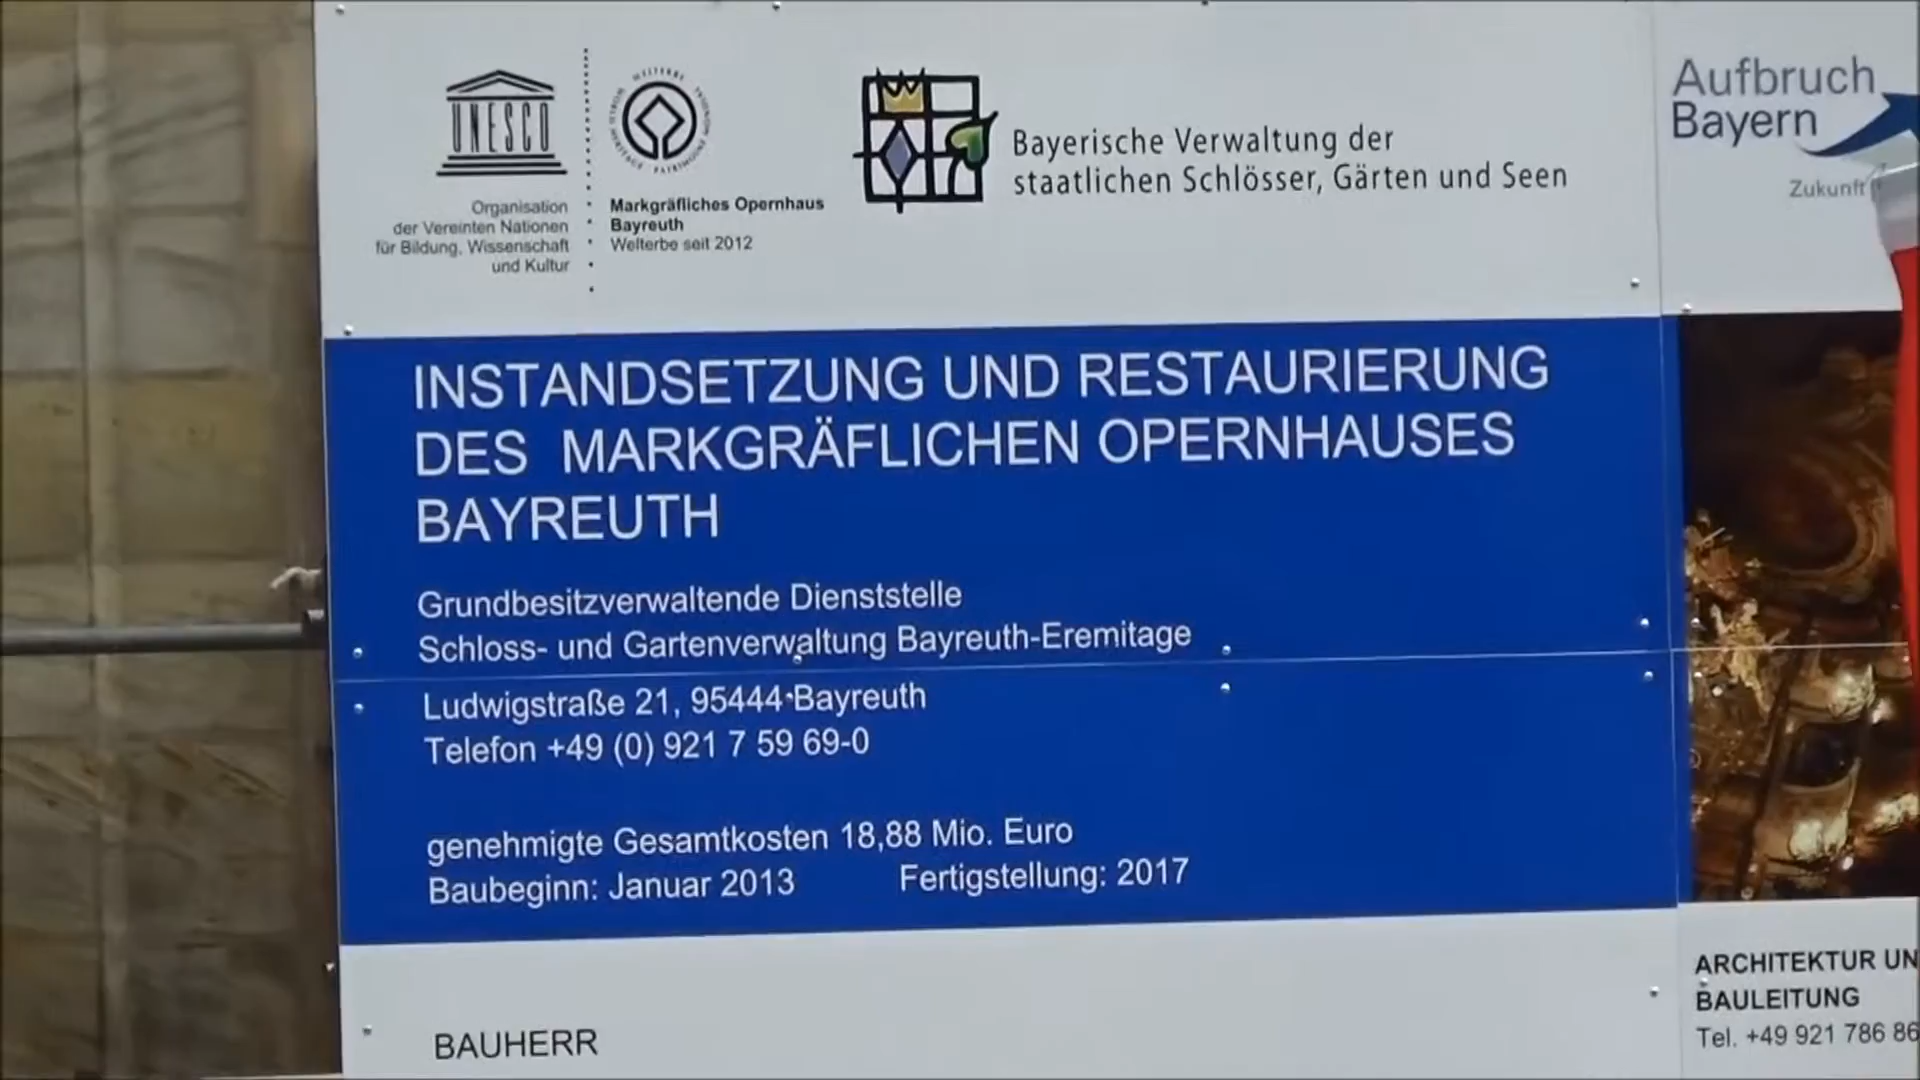 UNESCO
Organisation
der Vereinten Nationen
für Bildung, Wissenschaft
und Kultur
Markgräfliches Opernhaus
Bayreuth
Welterbe seit 2012
Bayerische Verwaltung der
staatlichen Schlösser, Gärten und Seen
Aufbruch
Bayern
Zukunft
INSTANDSETZUNG UND RESTAURIERUNG
DES MARKGRÄFLICHEN OPERNHAUSES
BAYREUTH
Grundbesitzverwaltende Dienststelle
Schloss- und Gartenverwaltung Bayreuth-Eremitage
Ludwigstraße 21, 95444 Bayreuth
Telefon +49 (0) 921 7 59 69-0
genehmigte Gesamtkosten 18,88 Mio. Euro
Baubeginn: Januar 2013 Fertigstellung: 2017
BAUHERR
ARCHITEKTUR UN
BAULEITUNG
Tel. +49 921 786 86